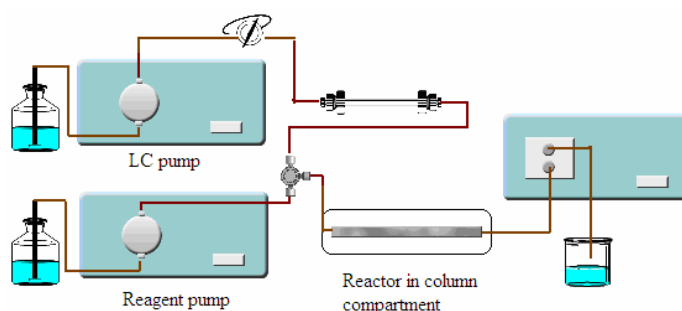 LC pump
Reagent pump
Reactor in column
compartment